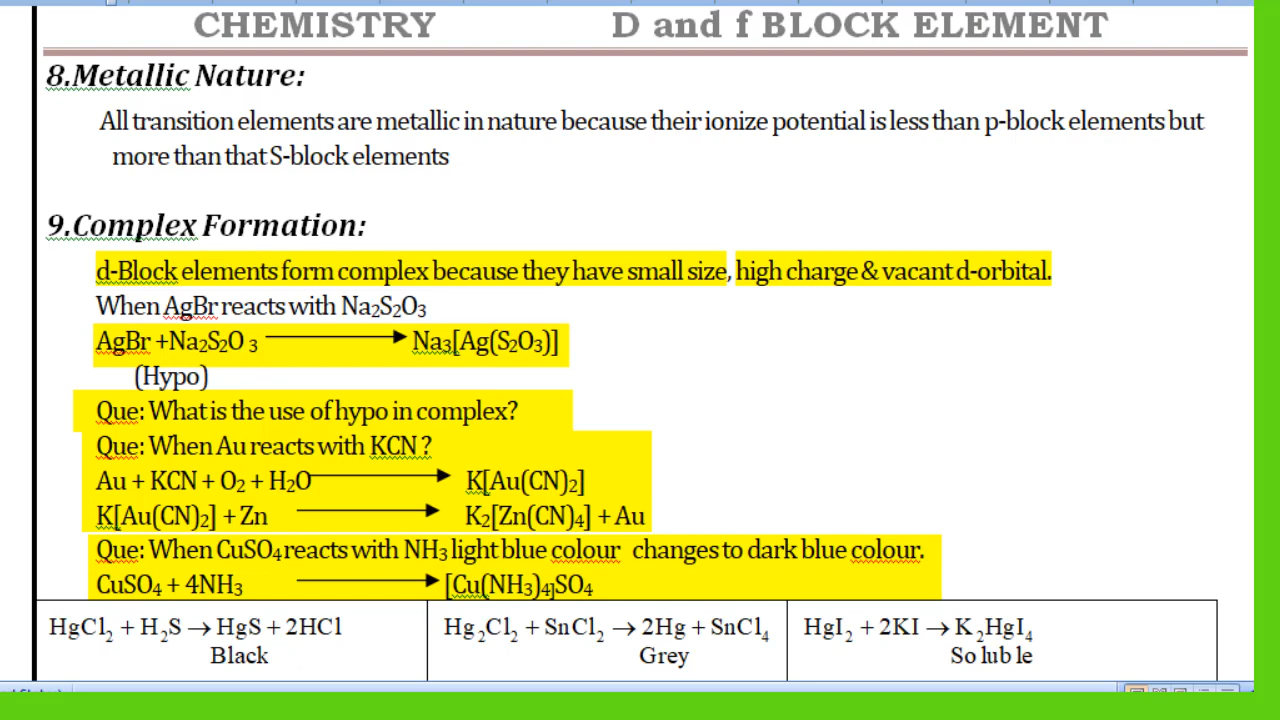 CHEMISTRY D and f BLOCK ELEMENT
8.Metallic Nature:
All transition elements are metallic in nature because their ionize potential is less than p-block elements but
more than that S-block elements
9.Complex Formation:
d-Block elements form complex because they have small size, high charge & vacant d-orbital.
When AgBr reacts with Na₂S₂O₃
AgBr +Na₂S₂O ₃ ⟶ Na₃[Ag(S₂O₃)]
(Hypo)
Que: What is the use of hypo in complex?
Que: When Au reacts with KCN ?
Au + KCN + O₂ + H₂O ⟶ K[Au(CN)₂]
K[Au(CN)₂] + Zn ⟶ K₂[Zn(CN)₄] + Au
Que: When CuSO₄ reacts with NH₃ light blue colour changes to dark blue colour.
CuSO₄ + 4NH₃ ⟶ [Cu(NH₃)₄]SO₄
HgCl₂ + H₂S → HgS + 2HCl
Black
Hg₂Cl₂ + SnCl₂ → 2Hg + SnCl₄
Grey
HgI₂ + 2KI → K₂HgI₄
So lub le